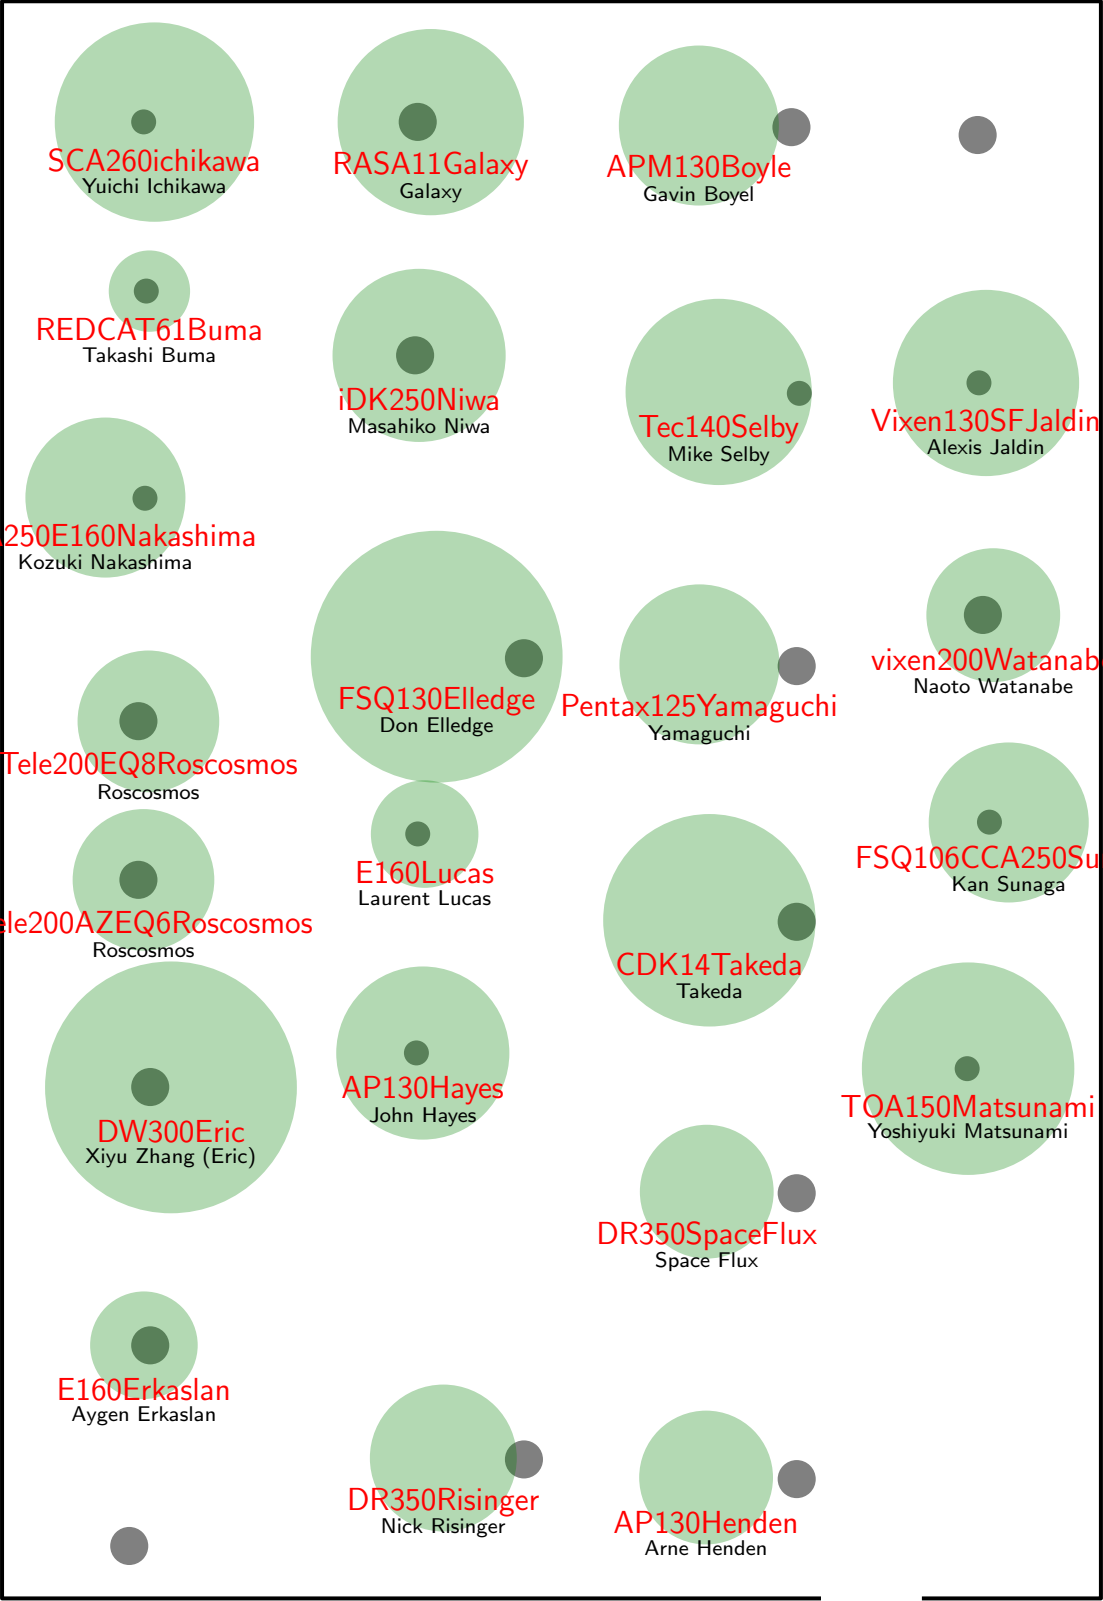 SCA260ichikawa
Yuichi Ichikawa
RASA11Galaxy
Galaxy
APM130Boyle
Gavin Boyel
REDCAT61Buma
Takashi Buma
iDK250Niwa
Masahiko Niwa
Tec140Selby
Mike Selby
Vixen130SFJaldin
Alexis Jaldin
250E160Nakashima
Kozuki Nakashima
FSQ130Elledge
Don Elledge
Pentax125Yamaguchi
Yamaguchi
vixen200Watanab
Naoto Watanabe
Tele200EQ8Roscosmos
Roscosmos
E160Lucas
Laurent Lucas
FSQ106CCA250Su
Kan Sunaga
ele200AZEQ6Roscosmos
Roscosmos
CDK14Takeda
Takeda
AP130Hayes
John Hayes
TOA150Matsunami
Yoshiyuki Matsunami
DW300Eric
Xiyu Zhang (Eric)
DR350SpaceFlux
Space Flux
E160Erkaslan
Aygen Erkaslan
DR350Risinger
Nick Risinger
AP130Henden
Arne Henden